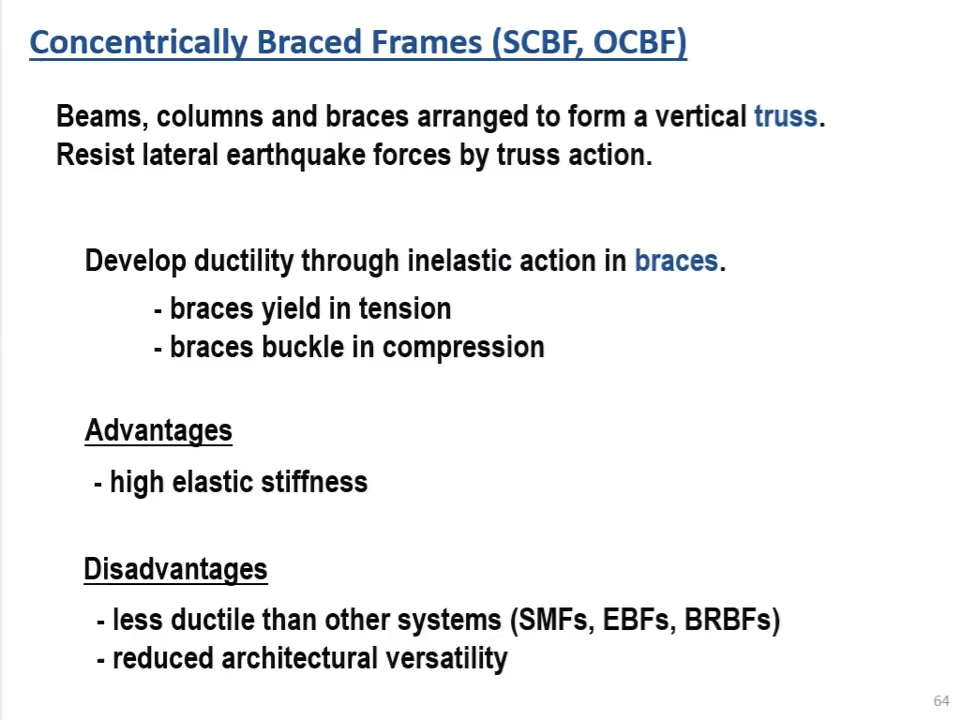 Concentrically Braced Frames (SCBF, OCBF)
Beams, columns and braces arranged to form a vertical truss.
Resist lateral earthquake forces by truss action.
Develop ductility through inelastic action in braces.
- braces yield in tension
- braces buckle in compression
Advantages
- high elastic stiffness
Disadvantages
- less ductile than other systems (SMFs, EBFs, BRBFs)
- reduced architectural versatility
64